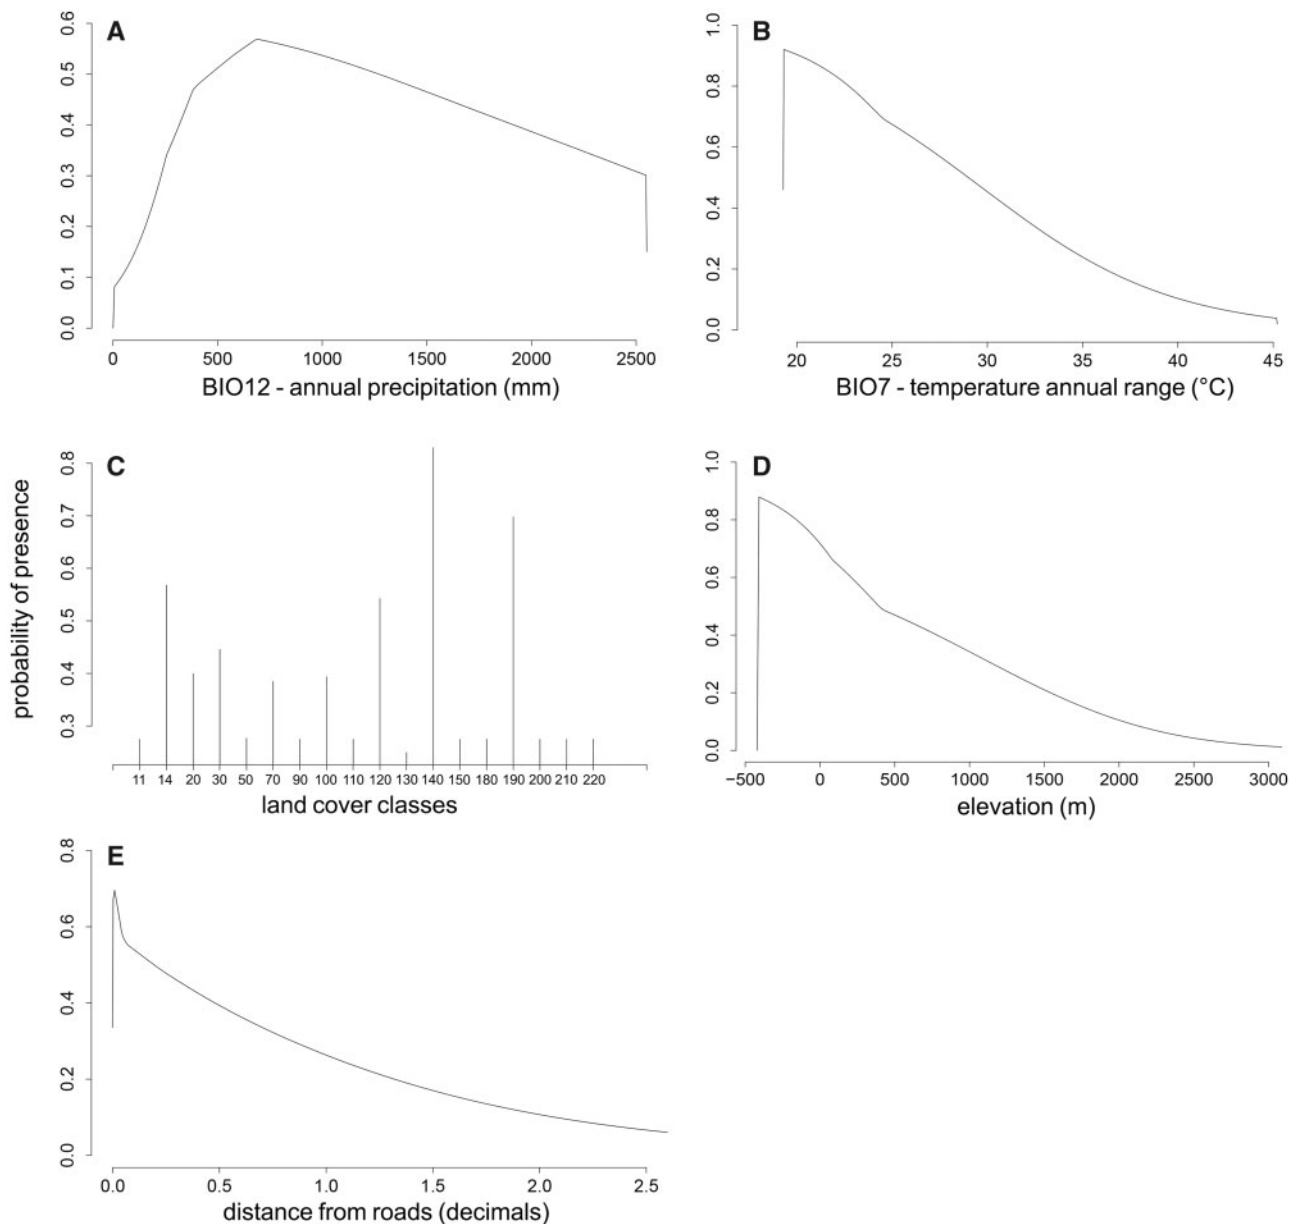 A
0.0 0.1 0.2 0.3 0.4 0.5 0.6
0 500 1000 1500 2000 2500
BIO12 - annual precipitation (mm)
B
0.0 0.2 0.4 0.6 0.8 1.0
20 25 30 35 40 45
BIO7 - temperature annual range (°C)
probability of presence
C
0.3 0.4 0.5 0.6 0.7 0.8
11 14 20 30 50 70 90 100 110 120 130 140 150 180 190 200 210 220
land cover classes
D
0.0 0.2 0.4 0.6 0.8 1.0
−500 0 500 1000 1500 2000 2500 3000
elevation (m)
E
0.0 0.2 0.4 0.6 0.8
0.0 0.5 1.0 1.5 2.0 2.5
distance from roads (decimals)